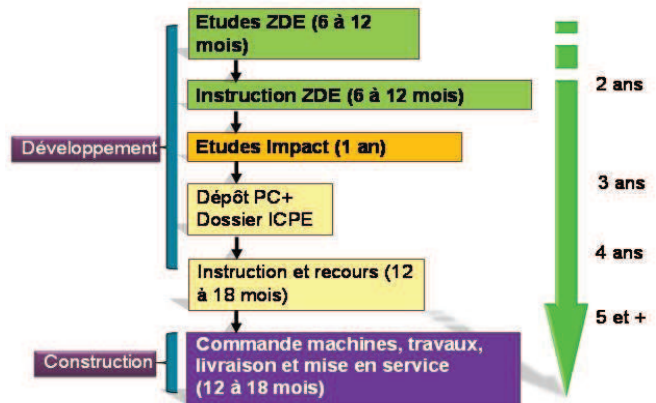 Etudes ZDE (6 à 12
mois)
2 ans
Instruction ZDE (6 à 12 mois)
Développement
Etudes Impact (1 an)
3 ans
Dépôt PC+
Dossier ICPE
4 ans
Instruction et recours (12
à 18 mois)
5 et +
Construction
Commande machines, travaux,
livraison et mise en service
(12 à 18 mois)